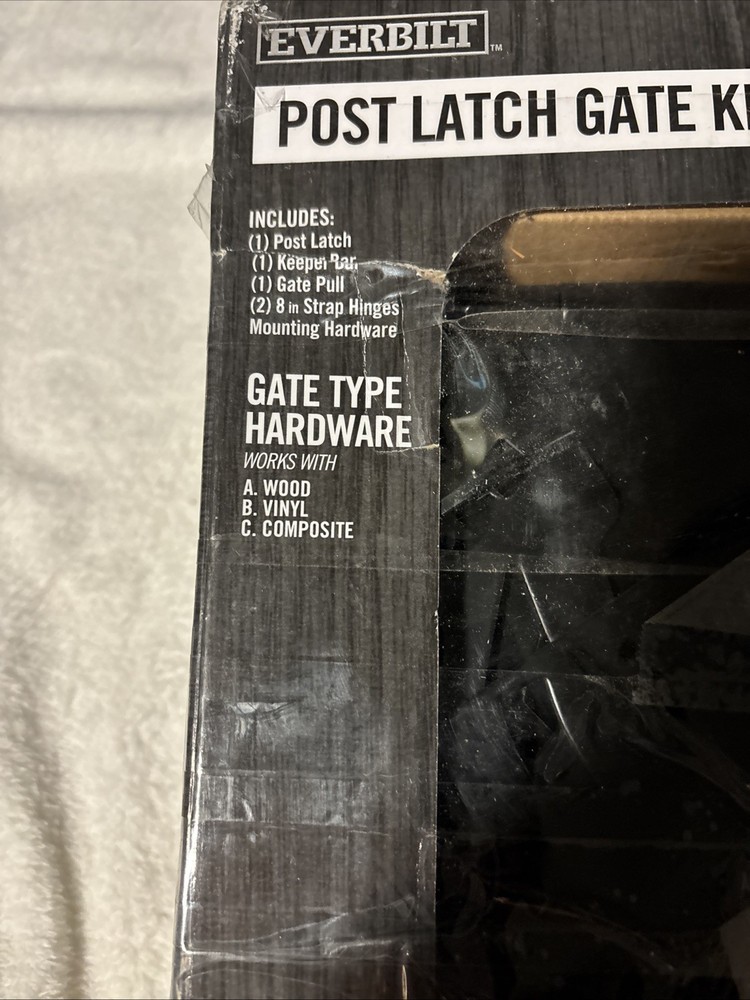 EVERBILT™
POST LATCH GATE
INCLUDES:
(1) Post Latch
(1) Keeper Bar
(1) Gate Pull
(2) 8 in Strap Hinges
Mounting Hardware
GATE TYPE
HARDWARE
WORKS WITH
A. WOOD
B. VINYL
C. COMPOSITE